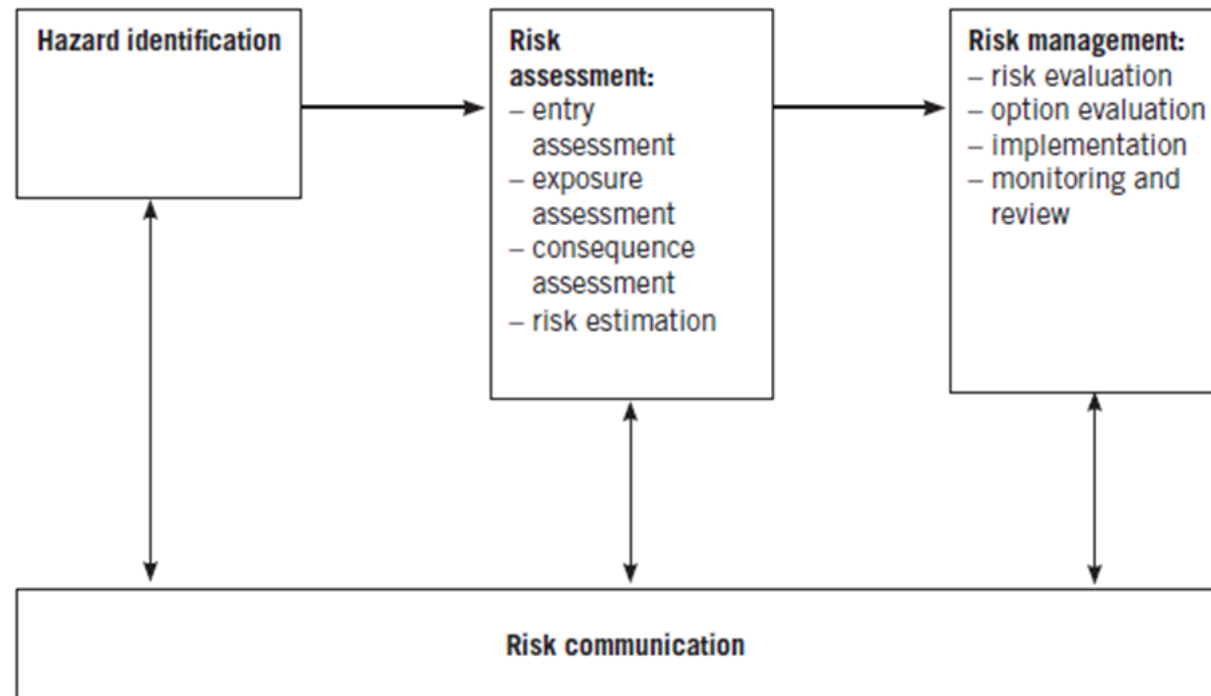 Hazard identification
Risk
assessment:
– entry
assessment
– exposure
assessment
– consequence
assessment
– risk estimation
Risk management:
– risk evaluation
– option evaluation
– implementation
– monitoring and
review
Risk communication